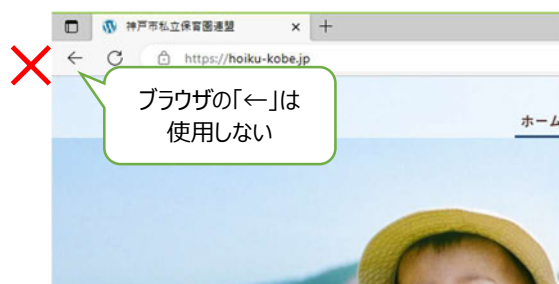 神戸市私立保育園連盟
https://hoiku-kobe.jp
ブラウザの「←」は
使用しない
ホーム